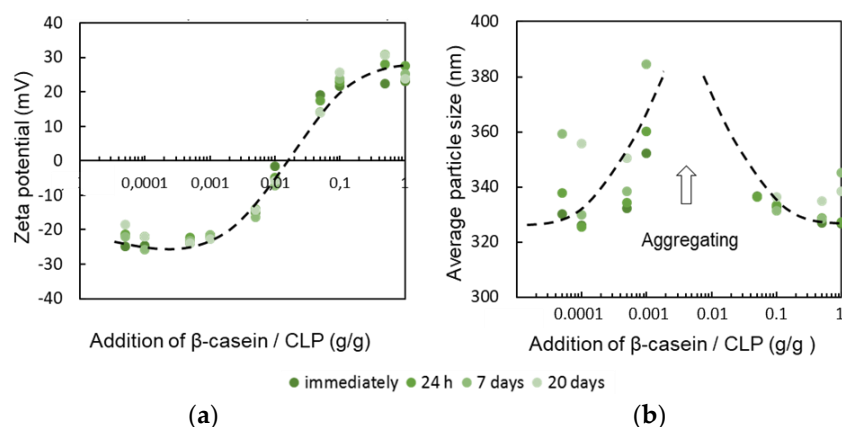 40
30
20
10
0
-10
-20
-30
-40
Zeta potential (mV)
0,0001 0,001 0,01 0,1 1
Addition of β-casein / CLP (g/g)
400
380
360
340
320
300
Average particle size (nm)
Aggregating
0.0001 0.001 0.01 0.1 1
Addition of β-casein / CLP (g/g )
immediately 24 h 7 days 20 days
(a) (b)